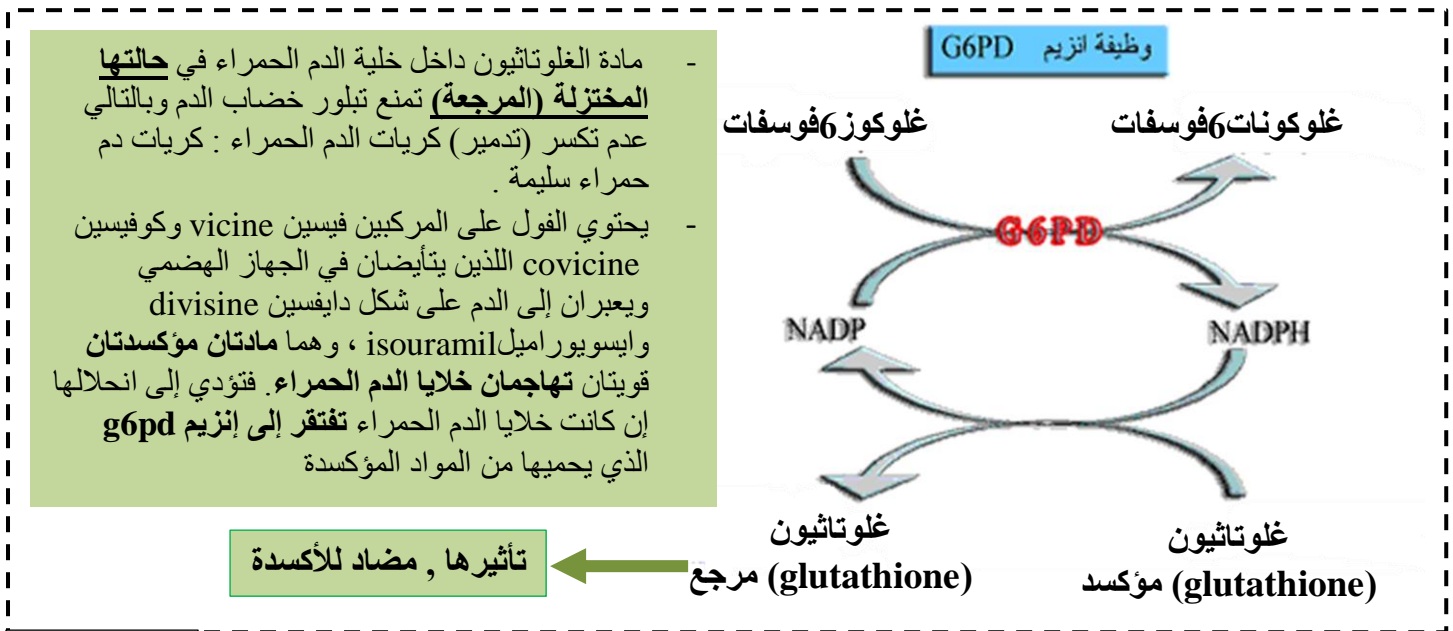 - مادة الغلوتاثيون داخل خلية الدم الحمراء في حالتها
المختزلة (المرجعة) تمنع تبلور خضاب الدم وبالتالي
عدم تكسر (تدمير) كريات الدم الحمراء : كريات دم
حمراء سليمة .
- يحتوي الفول على المركبين فيسين vicine وكوفيسين
covicine اللذين يتأيضان في الجهاز الهضمي
ويعبران إلى الدم على شكل دايفسين divisine
وايسويوراميلisouramil ، وهما مادتان مؤكسدتان
قويتان تهاجمان خلايا الدم الحمراء. فتؤدي إلى انحلالها
إن كانت خلايا الدم الحمراء تفتقر إلى إنزيم g6pd
الذي يحميها من المواد المؤكسدة
وظيفة انزيم G6PD
غلوكونات6فوسفات
غلوكوز6فوسفات
G6PD
NADP
NADPH
غلوتاثيون
(glutathione) مؤكسد
غلوتاثيون
(glutathione) مرجع
تأثيرها , مضاد للأكسدة